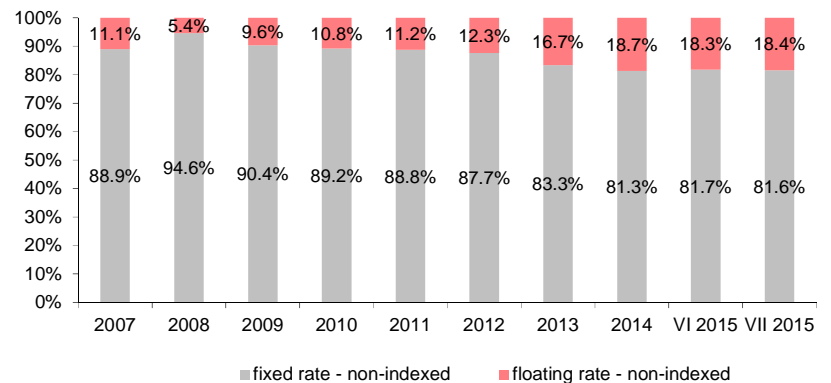 100%
90%
80%
70%
60%
50%
40%
30%
20%
10%
0%
11.1% 5.4% 9.6% 10.8% 11.2% 12.3% 16.7% 18.7% 18.3% 18.4%
88.9% 94.6% 90.4% 89.2% 88.8% 87.7% 83.3% 81.3% 81.7% 81.6%
2007 2008 2009 2010 2011 2012 2013 2014 VI 2015 VII 2015
fixed rate - non-indexed floating rate - non-indexed